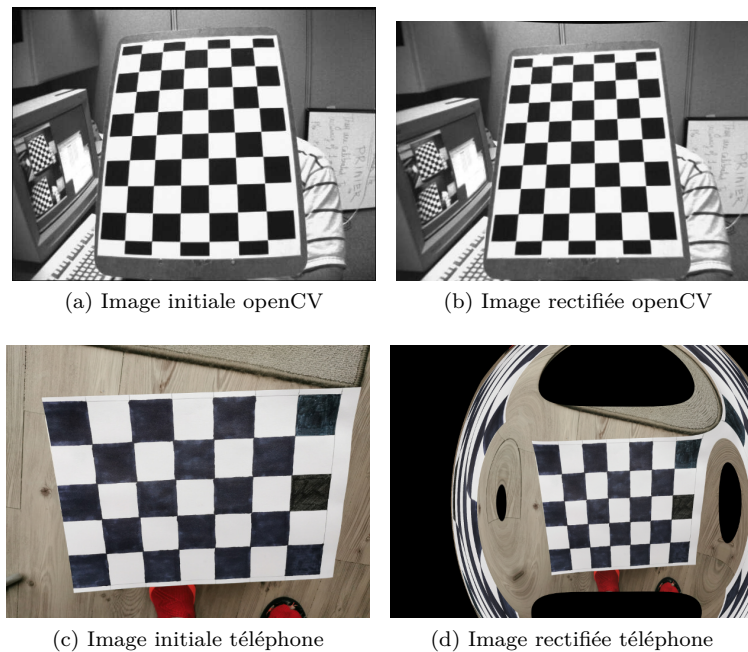 (a) Image initiale openCV
(b) Image rectifiée openCV
(c) Image initiale téléphone
(d) Image rectifiée téléphone